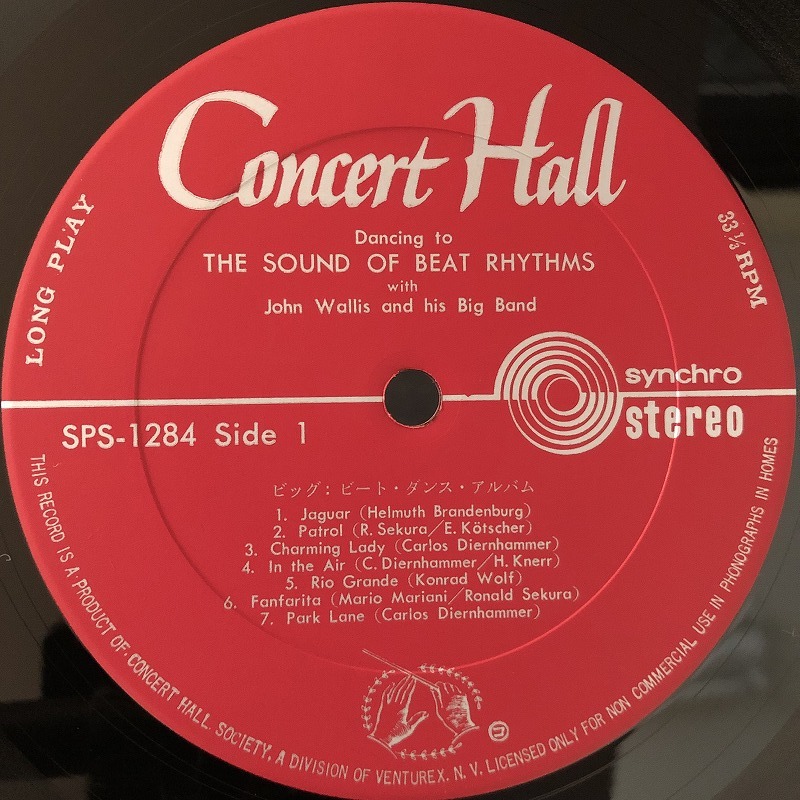 Concert Hall
Dancing to
THE SOUND OF BEAT RHYTHMS
with
John Wallis and his Big Band
LONG PLAY
33 1/3 RPM
synchro
stereo
SPS-1284 Side 1
ビッグ：ビート・ダンス・アルバム
1. Jaguar (Helmuth Brandenburg)
2. Patrol (R. Sekura/E. Kötscher)
3. Charming Lady (Carlos Diernhammer)
4. In the Air (C. Diernhammer/H. Knerr)
5. Rio Grande (Konrad Wolf)
6. Fanfarita (Mario Mariani/Ronald Sekura)
7. Park Lane (Carlos Diernhammer)
THIS RECORD IS A PRODUCT OF CONCERT HALL SOCIETY, A DIVISION OF VENTUREX. N. V. LICENSED ONLY FOR NON COMMERCIAL USE IN PHONOGRAPHS IN HOMES